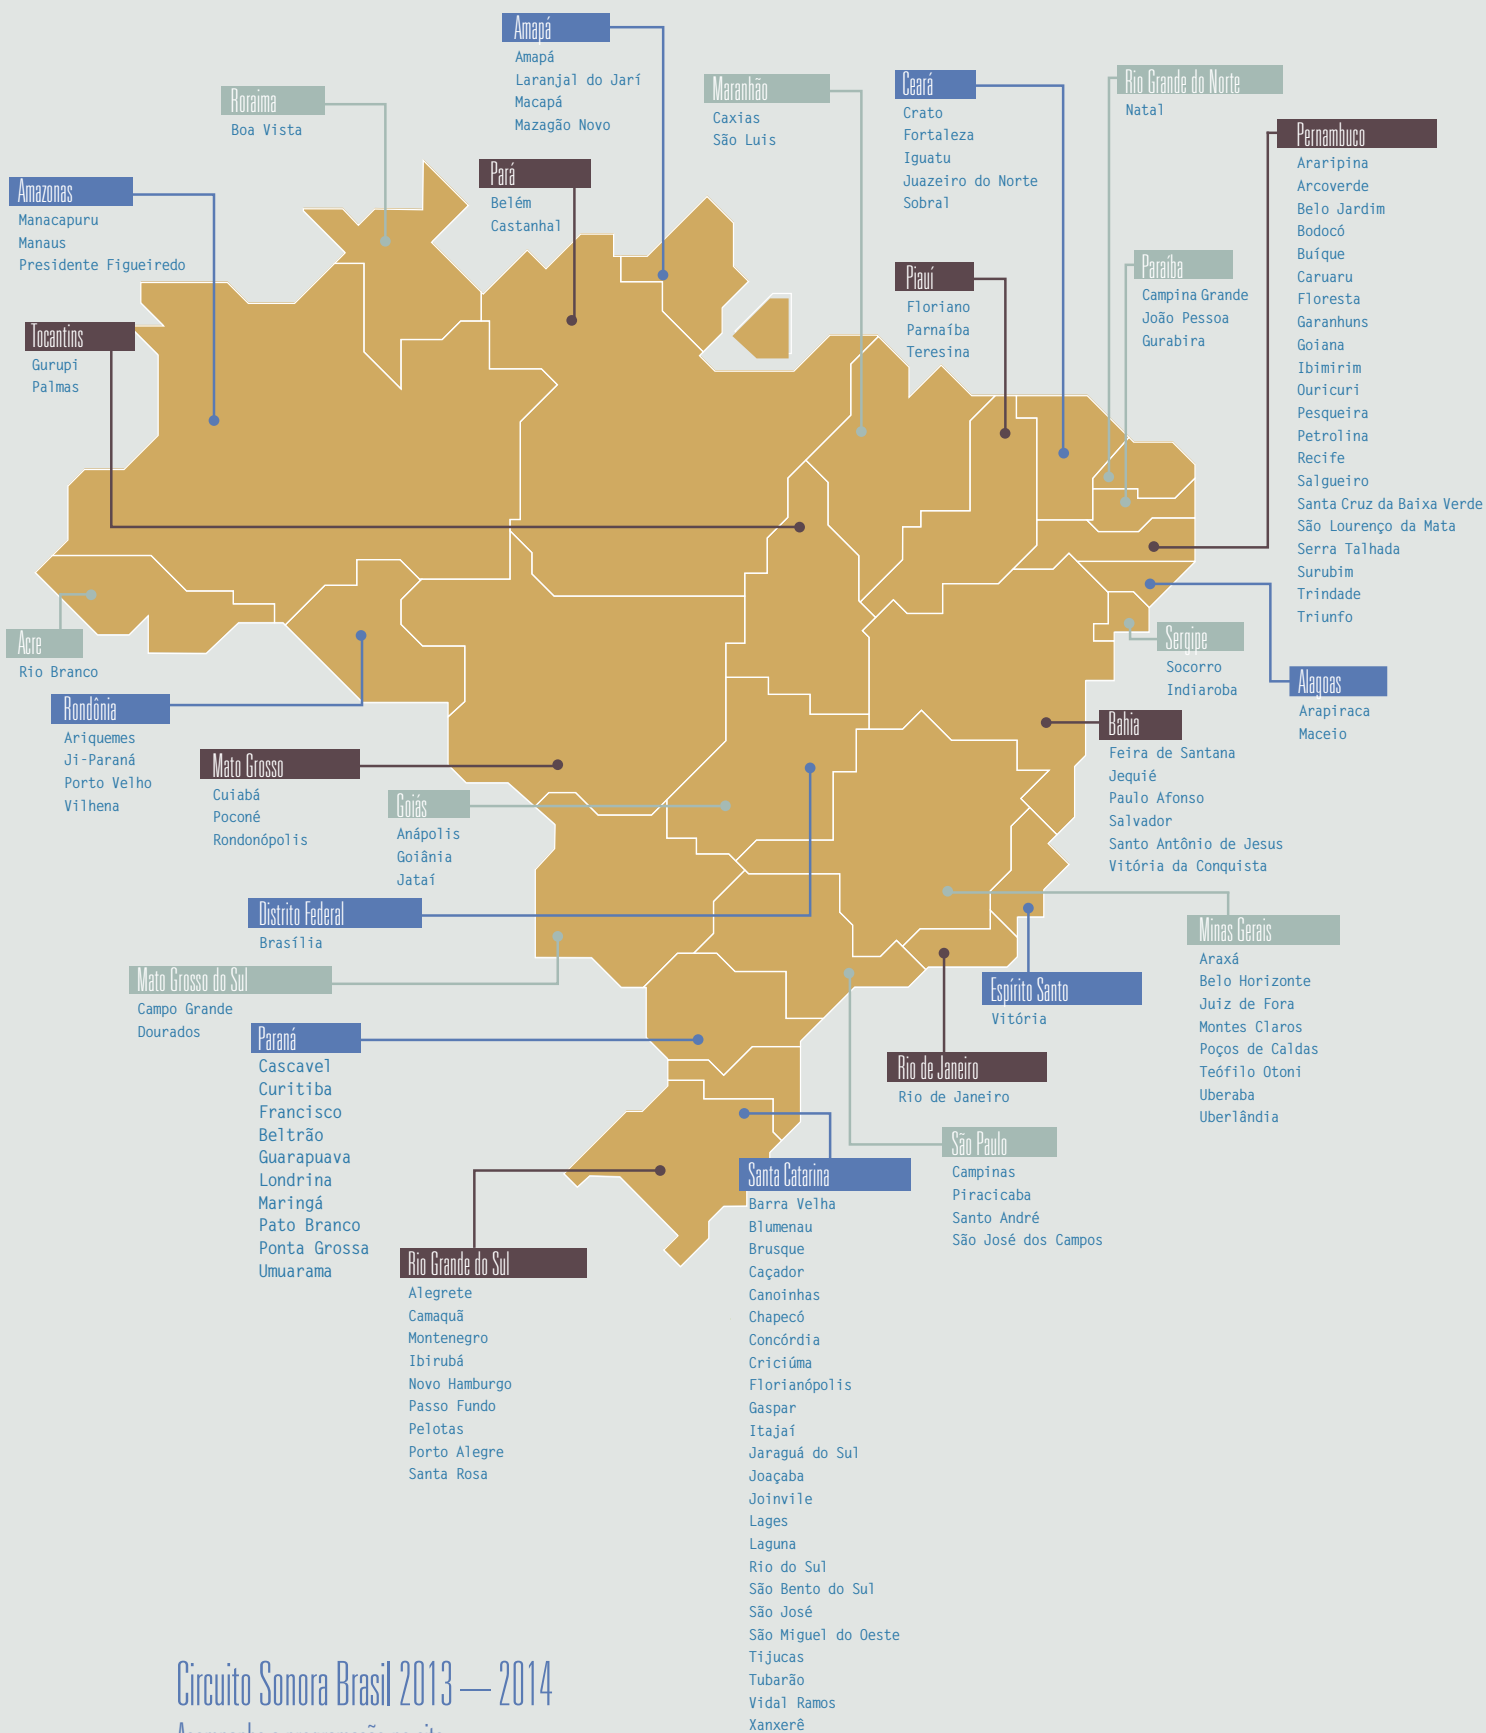 Amapá
Amapá
Laranjal do Jarí
Macapá
Mazagão Novo
Roraima
Boa Vista
Maranhão
Caxias
São Luis
Ceará
Crato
Fortaleza
Iguatu
Juazeiro do Norte
Sobral
Rio Grande do Norte
Natal
Pernambuco
Araripina
Arcoverde
Belo Jardim
Bodocó
Buíque
Caruaru
Floresta
Garanhuns
Goiana
Ibimirim
Ouricuri
Pesqueira
Petrolina
Recife
Salgueiro
Santa Cruz da Baixa Verde
São Lourenço da Mata
Serra Talhada
Surubim
Trindade
Triunfo
Amazonas
Manacapuru
Manaus
Presidente Figueiredo
Pará
Belém
Castanhal
Piauí
Floriano
Parnaíba
Teresina
Paraíba
Campina Grande
João Pessoa
Gurabira
Tocantins
Gurupi
Palmas
Acre
Rio Branco
Sergipe
Socorro
Indiaroba
Alagoas
Arapiraca
Maceio
Rondônia
Ariquemes
Ji-Paraná
Porto Velho
Vilhena
Bahia
Feira de Santana
Jequié
Paulo Afonso
Salvador
Santo Antônio de Jesus
Vitória da Conquista
Mato Grosso
Cuiabá
Poconé
Rondonópolis
Goiás
Anápolis
Goiânia
Jataí
Distrito Federal
Brasília
Minas Gerais
Araxá
Belo Horizonte
Juiz de Fora
Montes Claros
Poços de Caldas
Teófilo Otoni
Uberaba
Uberlândia
Mato Grosso do Sul
Campo Grande
Dourados
Espírito Santo
Vitória
Paraná
Cascavel
Curitiba
Francisco
Beltrão
Guarapuava
Londrina
Maringá
Pato Branco
Ponta Grossa
Umuarama
Rio de Janeiro
Rio de Janeiro
São Paulo
Campinas
Piracicaba
Santo André
São José dos Campos
Santa Catarina
Barra Velha
Blumenau
Brusque
Caçador
Canoinhas
Chapecó
Concórdia
Criciúma
Florianópolis
Gaspar
Itajaí
Jaraguá do Sul
Joaçaba
Joinvile
Lages
Laguna
Rio do Sul
São Bento do Sul
São José
São Miguel do Oeste
Tijucas
Tubarão
Vidal Ramos
Xanxerê
Rio Grande do Sul
Alegrete
Camaquã
Montenegro
Ibirubá
Novo Hamburgo
Passo Fundo
Pelotas
Porto Alegre
Santa Rosa
Circuito Sonora Brasil 2013 — 2014